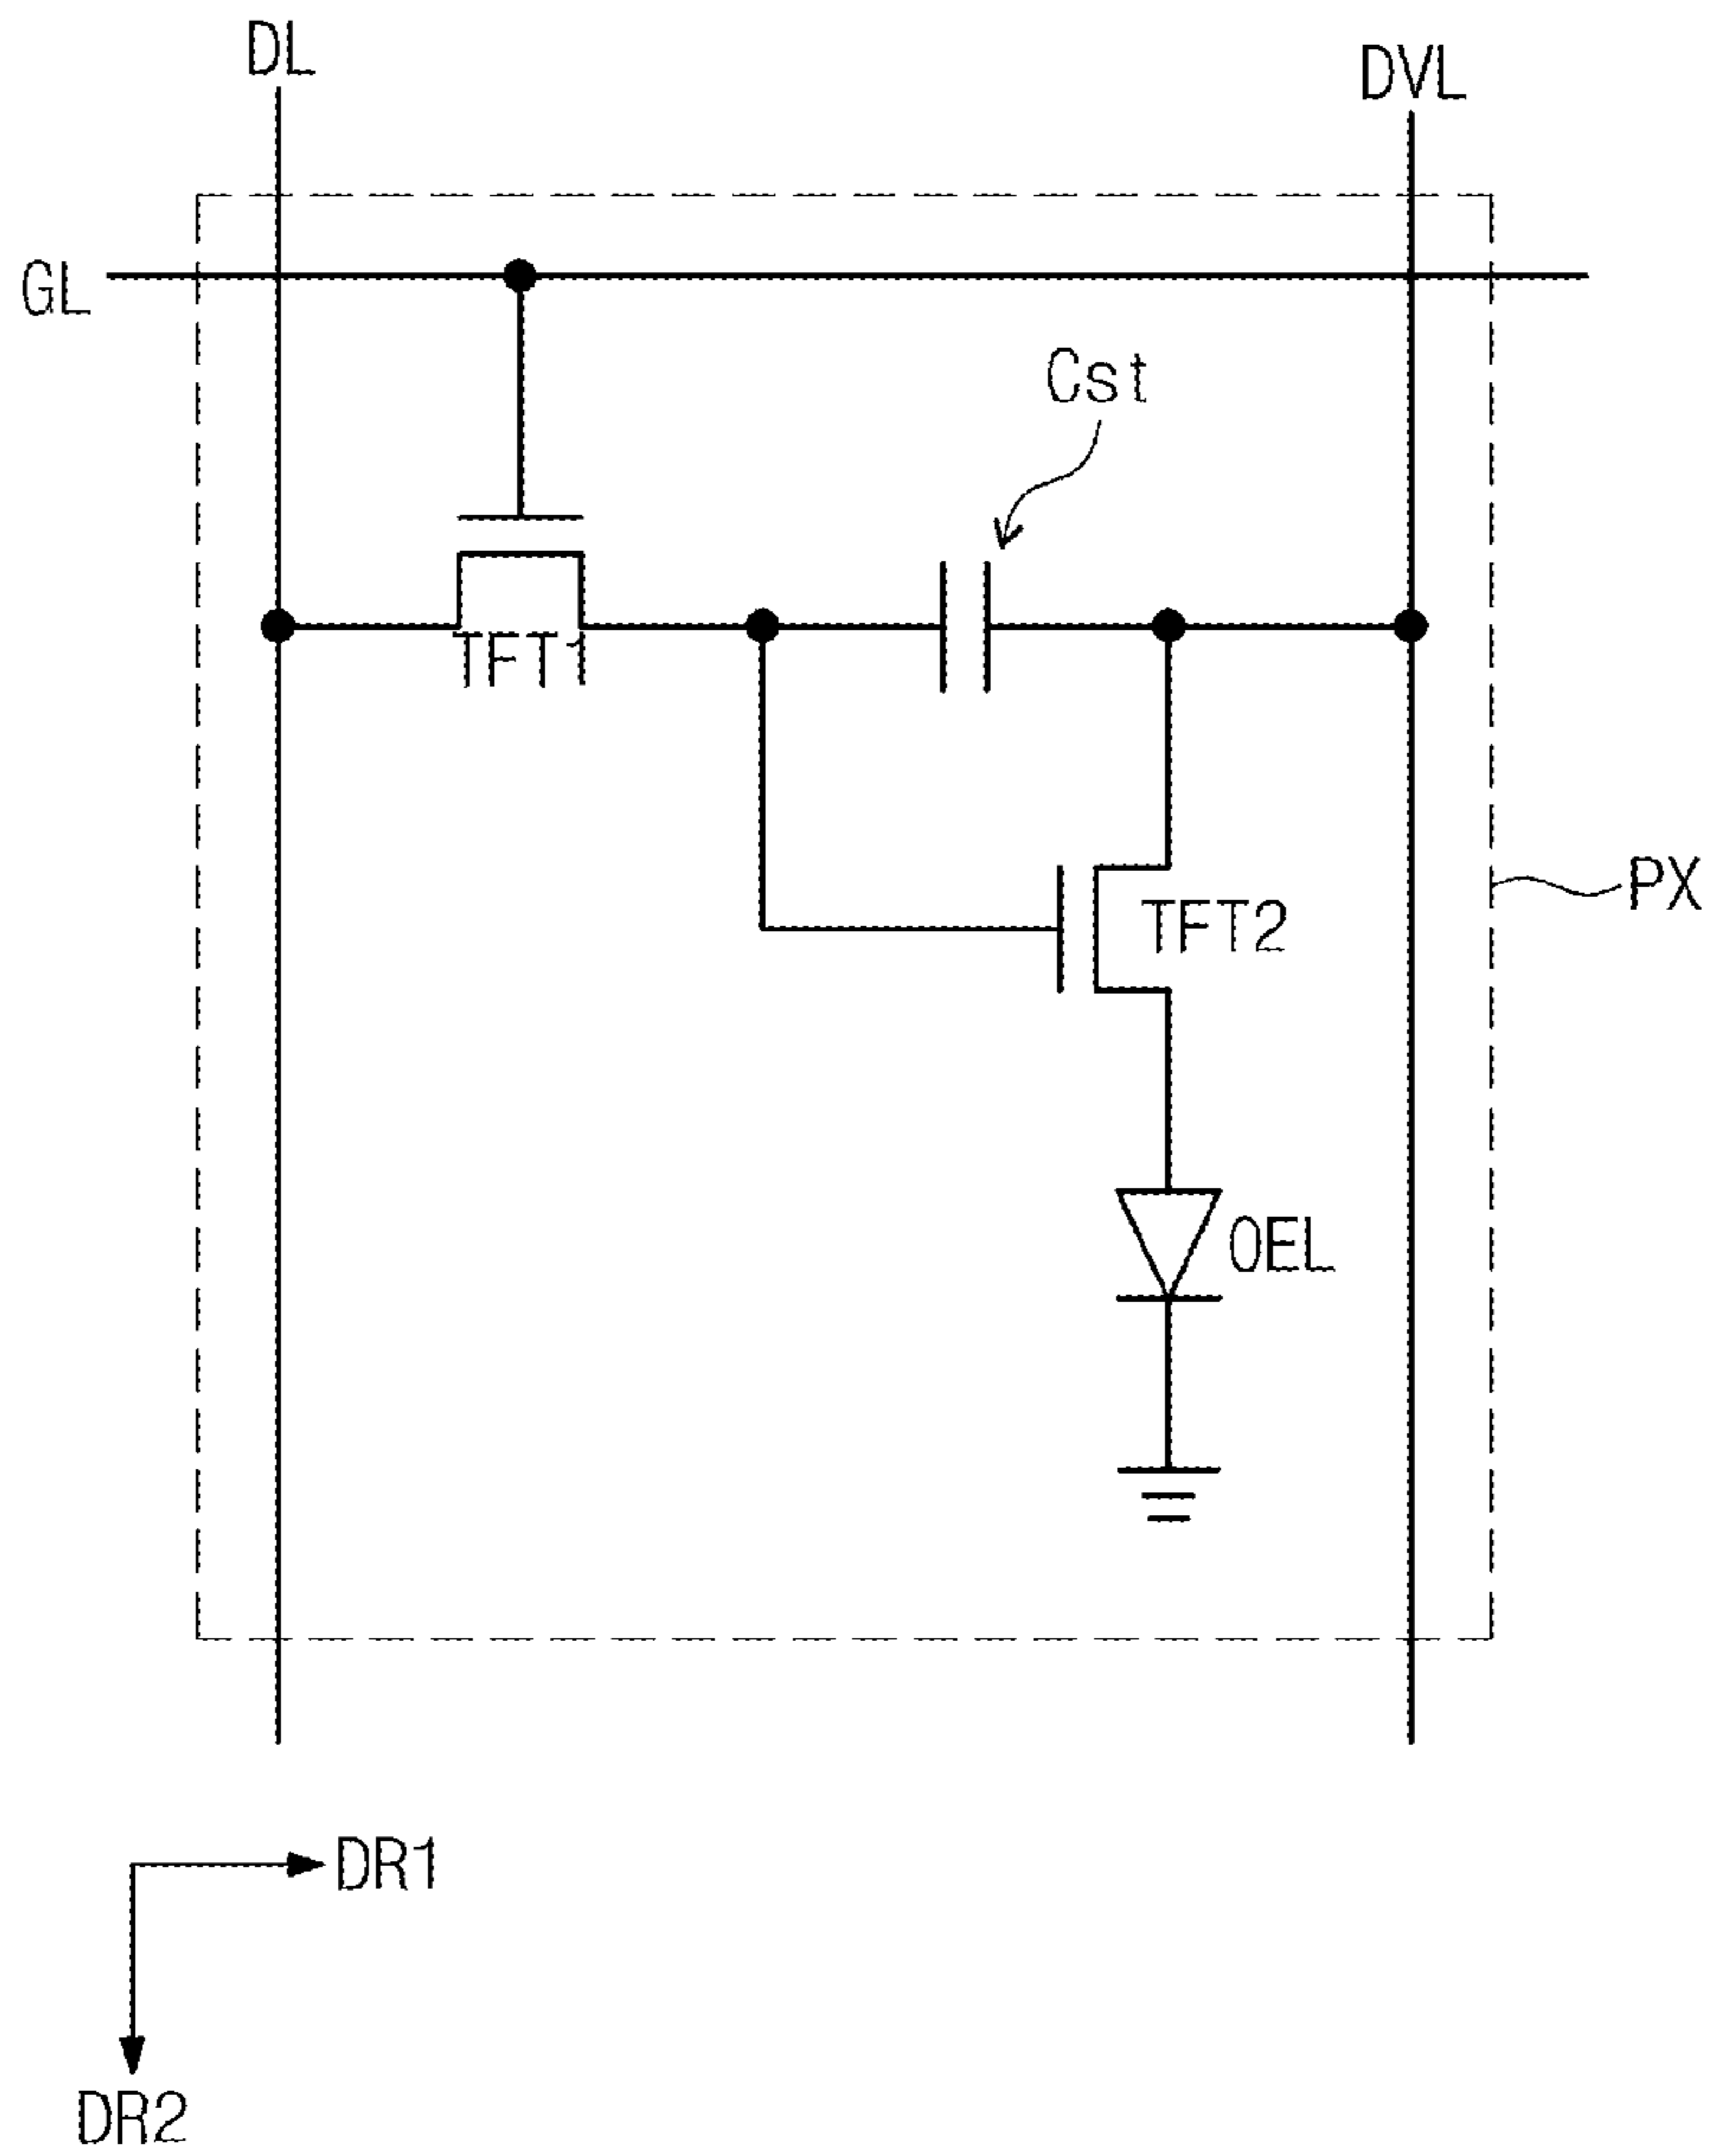 DL
DVL
GL
Cst
TFT1
PX
TFT2
OEL
DR1
DR2